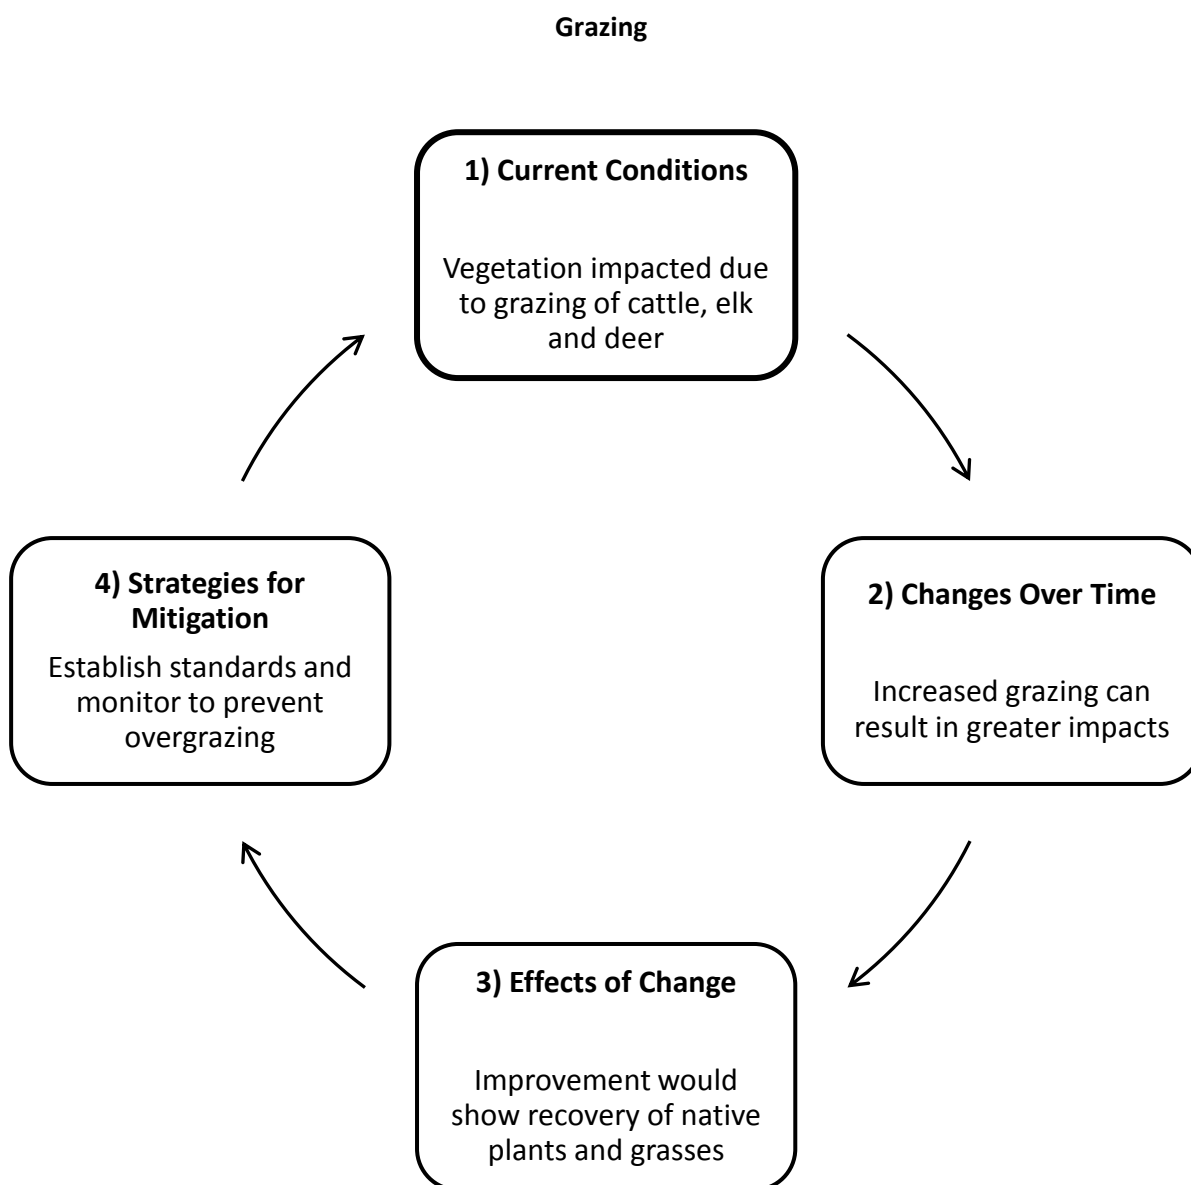 Grazing
1) Current Conditions
Vegetation impacted due
to grazing of cattle, elk
and deer
2) Changes Over Time
Increased grazing can
result in greater impacts
3) Effects of Change
Improvement would
show recovery of native
plants and grasses
4) Strategies for
Mitigation
Establish standards and
monitor to prevent
overgrazing